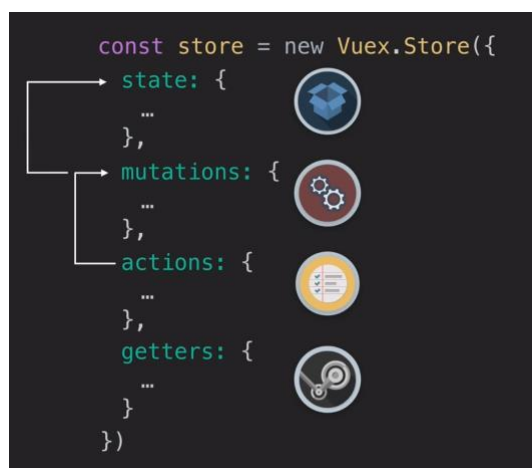 const store = new Vuex.Store({
state: {
…
},
mutations: {
…
},
actions: {
…
},
getters: {
…
}
})